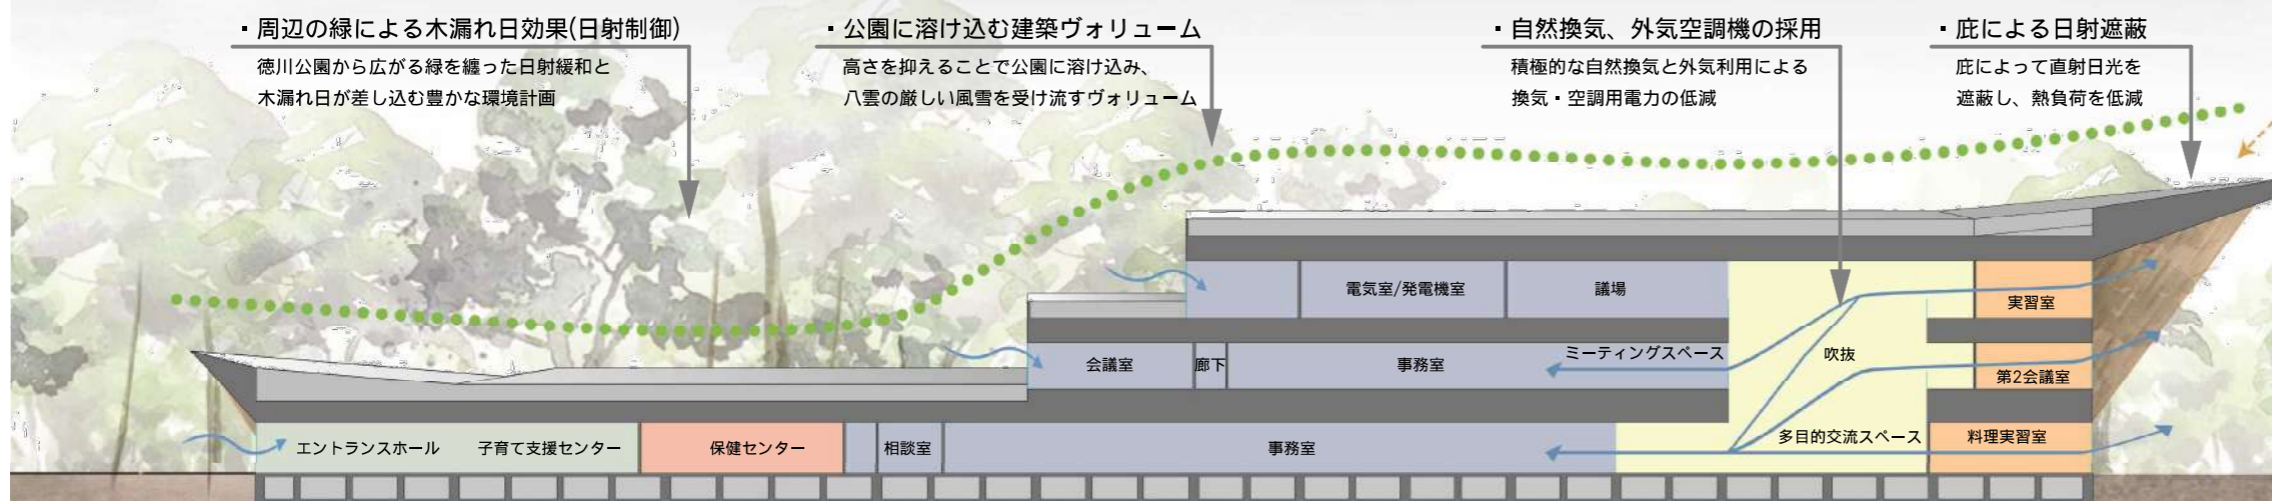 ・周辺の緑による木漏れ日効果(日射制御)
徳川公園から広がる緑を纏った日射緩和と
木漏れ日が差し込む豊かな環境計画
・公園に溶け込む建築ヴォリューム
高さを抑えることで公園に溶け込み、
八雲の厳しい風雪を受け流すヴォリューム
・自然換気、外気空調機の採用
積極的な自然換気と外気利用による
換気・空調用電力の低減
・庇による日射遮蔽
庇によって直射日光を
遮蔽し、熱負荷を低減
電気室/発電機室
議場
実習室
会議室
廊下
事務室
ミーティングスペース
吹抜
第2会議室
エントランスホール
子育て支援センター
保健センター
相談室
事務室
多目的交流スペース
料理実習室